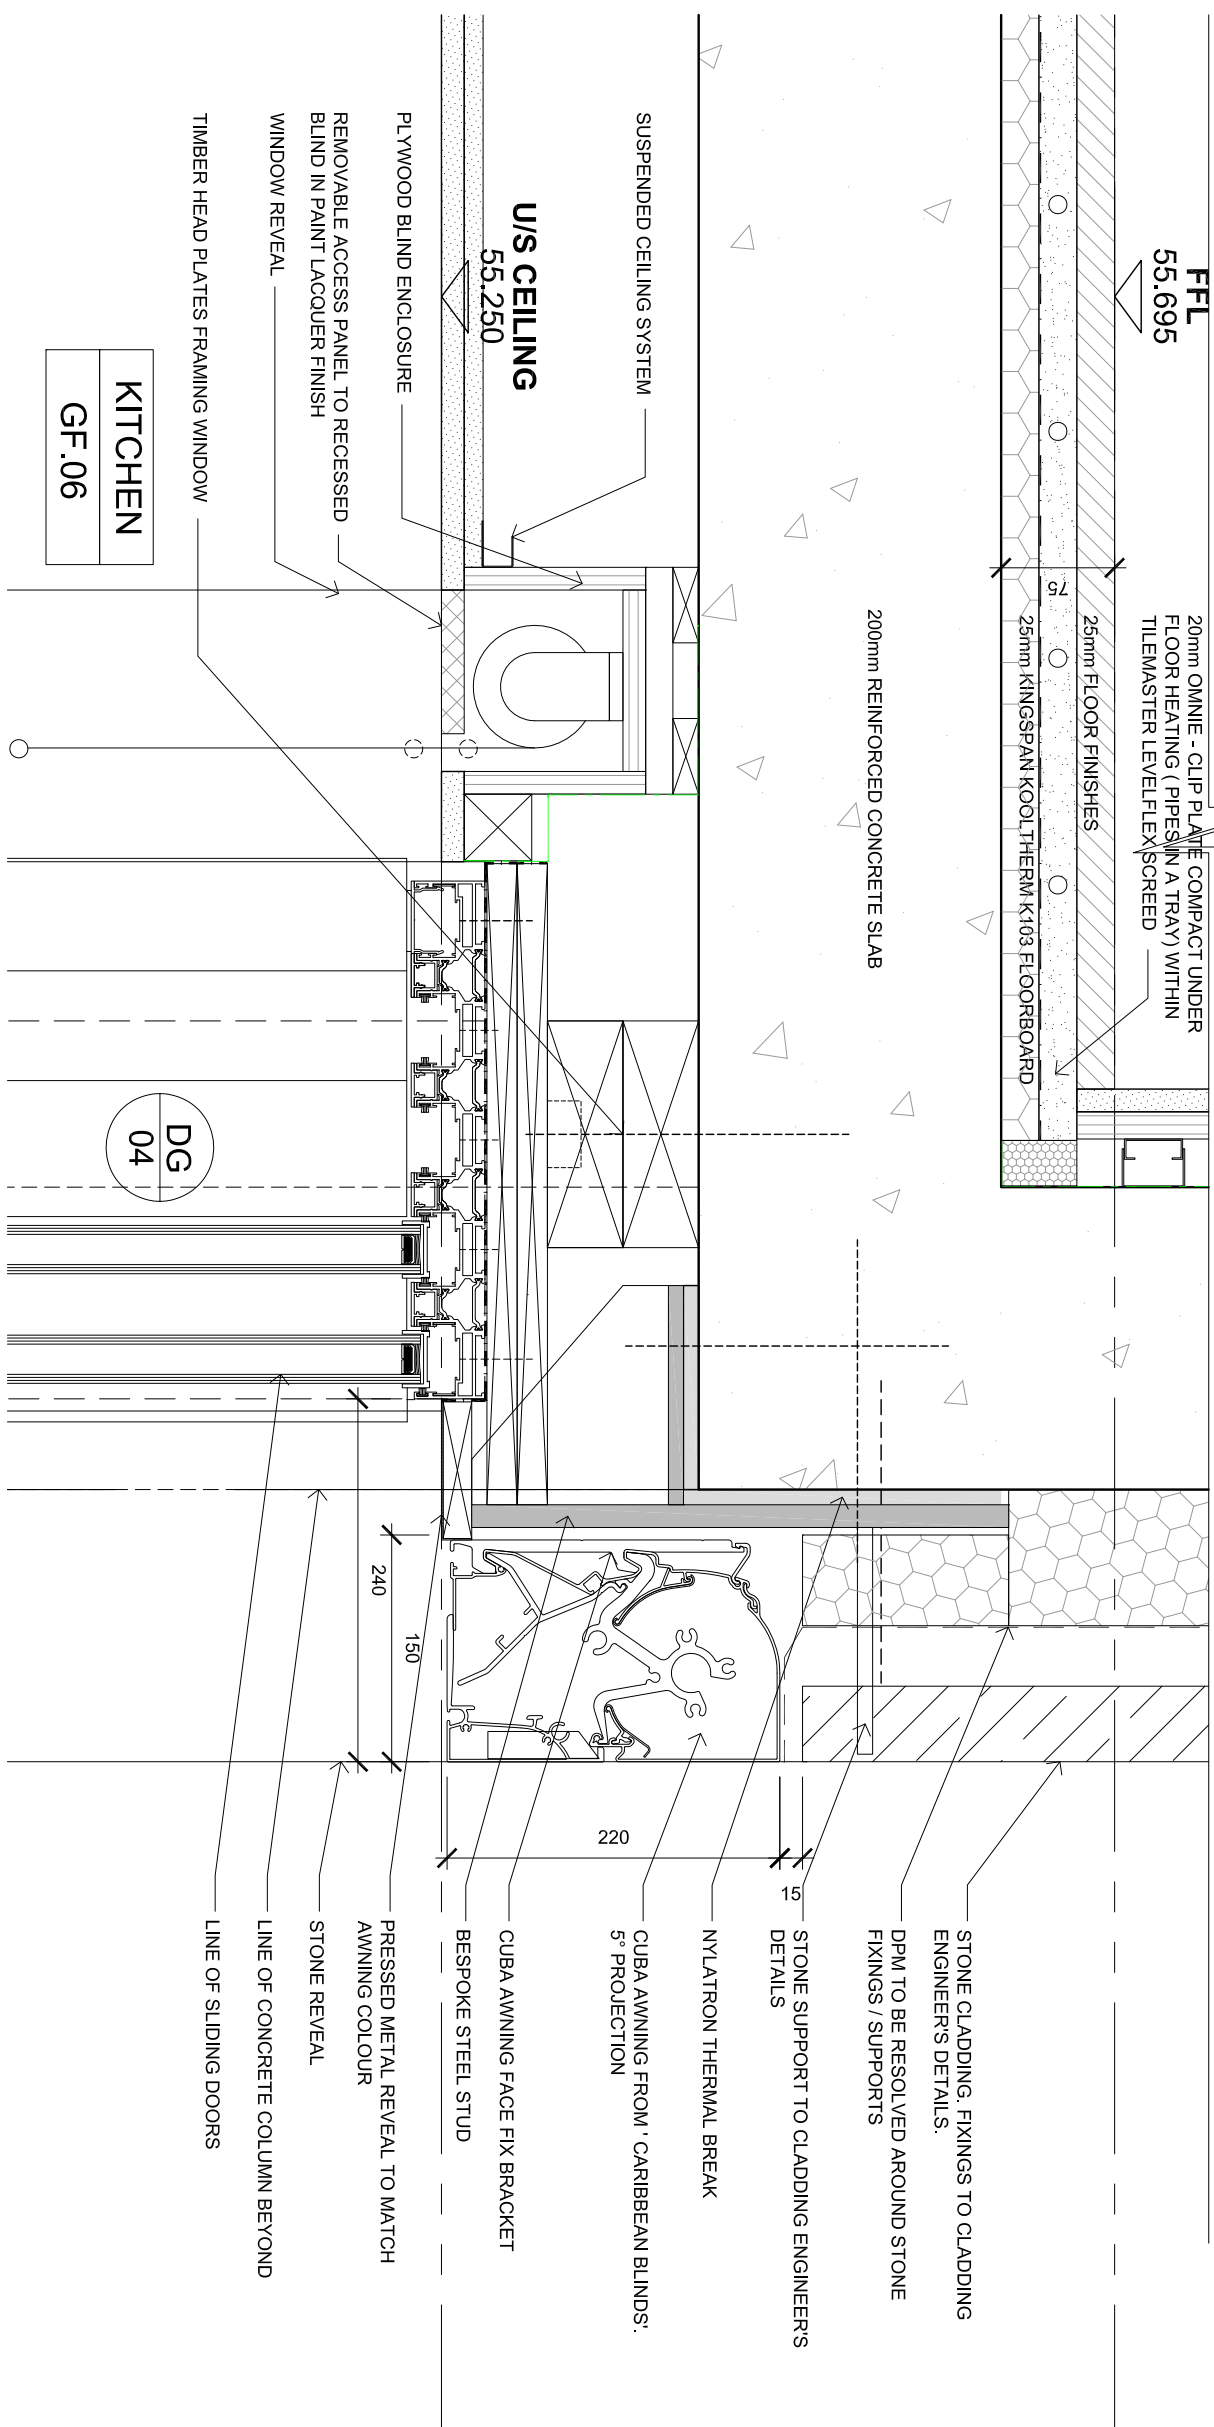 FFL
55.695
20mm OMNIE - CLIP PLATE COMPACT UNDER
FLOOR HEATING ( PIPES IN A TRAY) WITHIN
TILEMASTER LEVELFLEX SCREED
25mm FLOOR FINISHES
75
25mm KINGSPAN KOOLTHERM K103 FLOORBOARD
200mm REINFORCED CONCRETE SLAB
SUSPENDED CEILING SYSTEM
U/S CEILING
55.250
PLYWOOD BLIND ENCLOSURE
REMOVABLE ACCESS PANEL TO RECESSED
BLIND IN PAINT LACQUER FINISH
WINDOW REVEAL
TIMBER HEAD PLATES FRAMING WINDOW
KITCHEN
GF.06
DG
04
240
150
220
15
STONE CLADDING. FIXINGS TO CLADDING
ENGINEER'S DETAILS.
DPM TO BE RESOLVED AROUND STONE
FIXINGS / SUPPORTS
STONE SUPPORT TO CLADDING ENGINEER'S
DETAILS
NYLATRON THERMAL BREAK
CUBA AWNING FROM ' CARIBBEAN BLINDS'.
5° PROJECTION
CUBA AWNING FACE FIX BRACKET
BESPOKE STEEL STUD
PRESSED METAL REVEAL TO MATCH
AWNING COLOUR
STONE REVEAL
LINE OF CONCRETE COLUMN BEYOND
LINE OF SLIDING DOORS